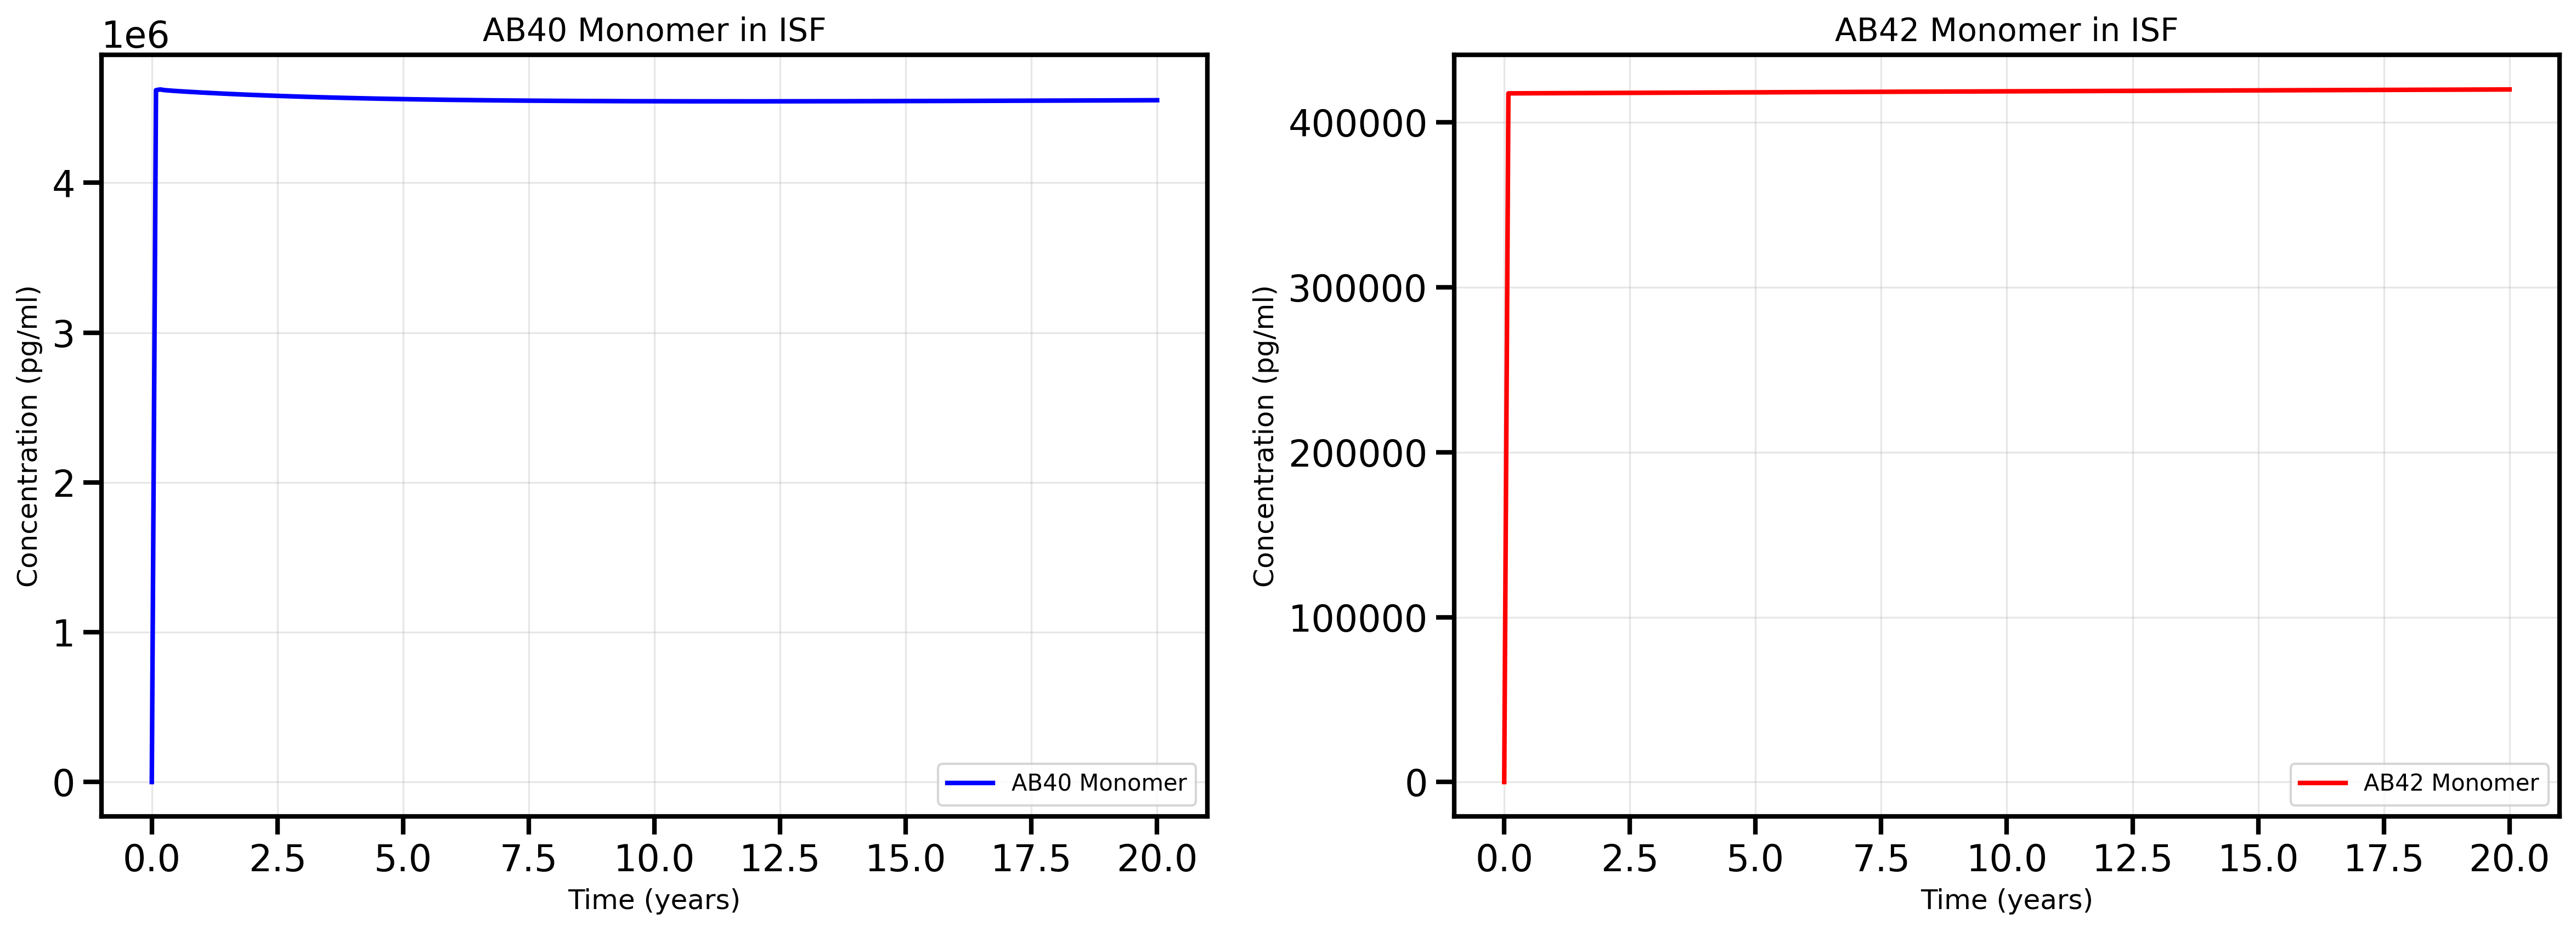 AB40 Monomer in ISF
1e6
Concentration (pg/ml)
4
3
2
1
0
0.0 2.5 5.0 7.5 10.0 12.5 15.0 17.5 20.0
Time (years)
AB40 Monomer
AB42 Monomer in ISF
Concentration (pg/ml)
400000
300000
200000
100000
0
0.0 2.5 5.0 7.5 10.0 12.5 15.0 17.5 20.0
Time (years)
AB42 Monomer